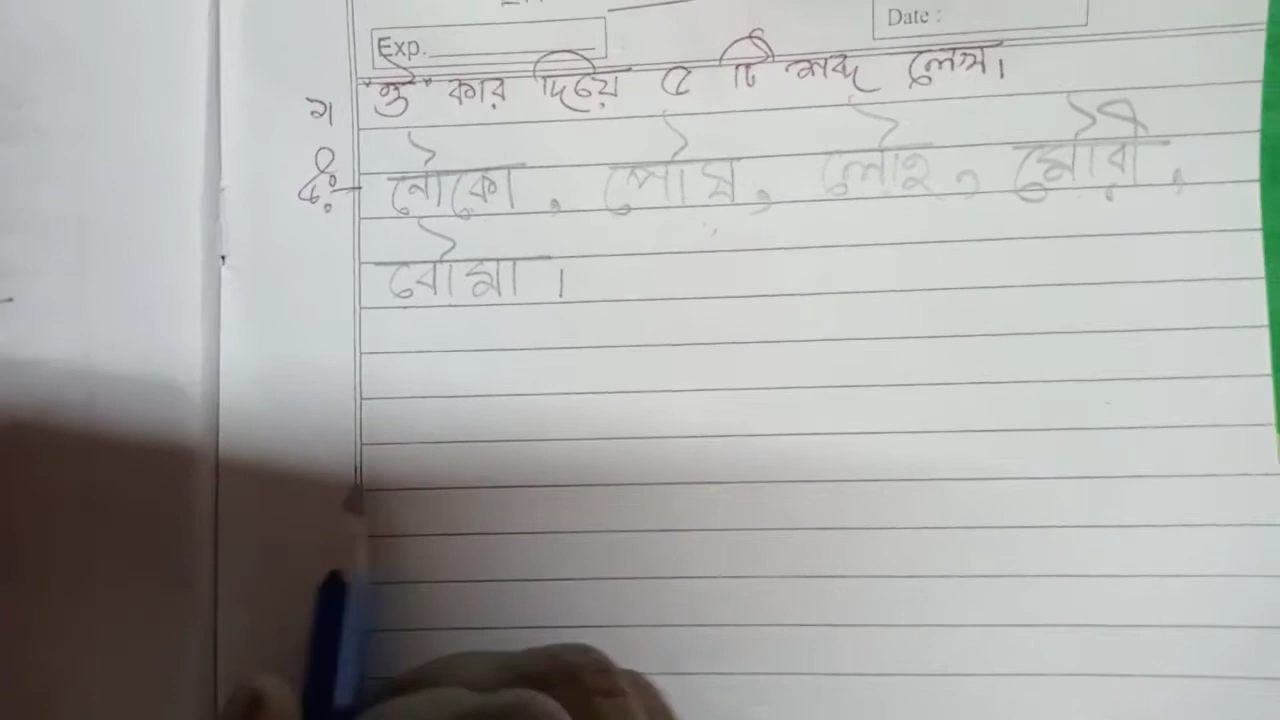 Date :
Exp.
"ঔ" কার দিয়ে ৫ টি শব্দ লেখ।
গ
উঃ- নৌকো, পৌষ, লৌহ, মৌরী,
বৌমা।